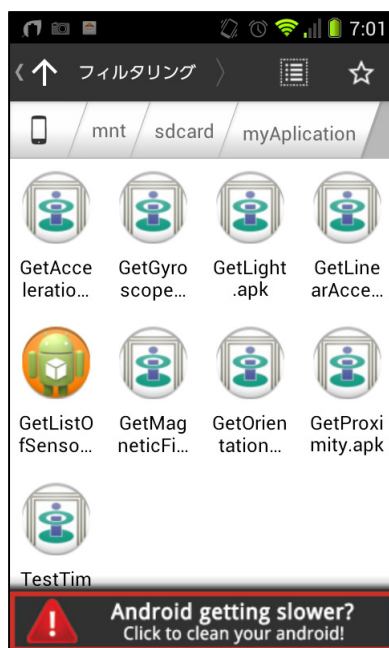 7:01
フィルタリング
mnt sdcard myAplication
GetAcce GetGyro GetLight GetLine
leratio... scope... .apk arAcce...
GetListO GetMag GetOrien GetProxi
fSenso... neticFi... tation... mity.apk
TestTim
Android getting slower?
Click to clean your android!